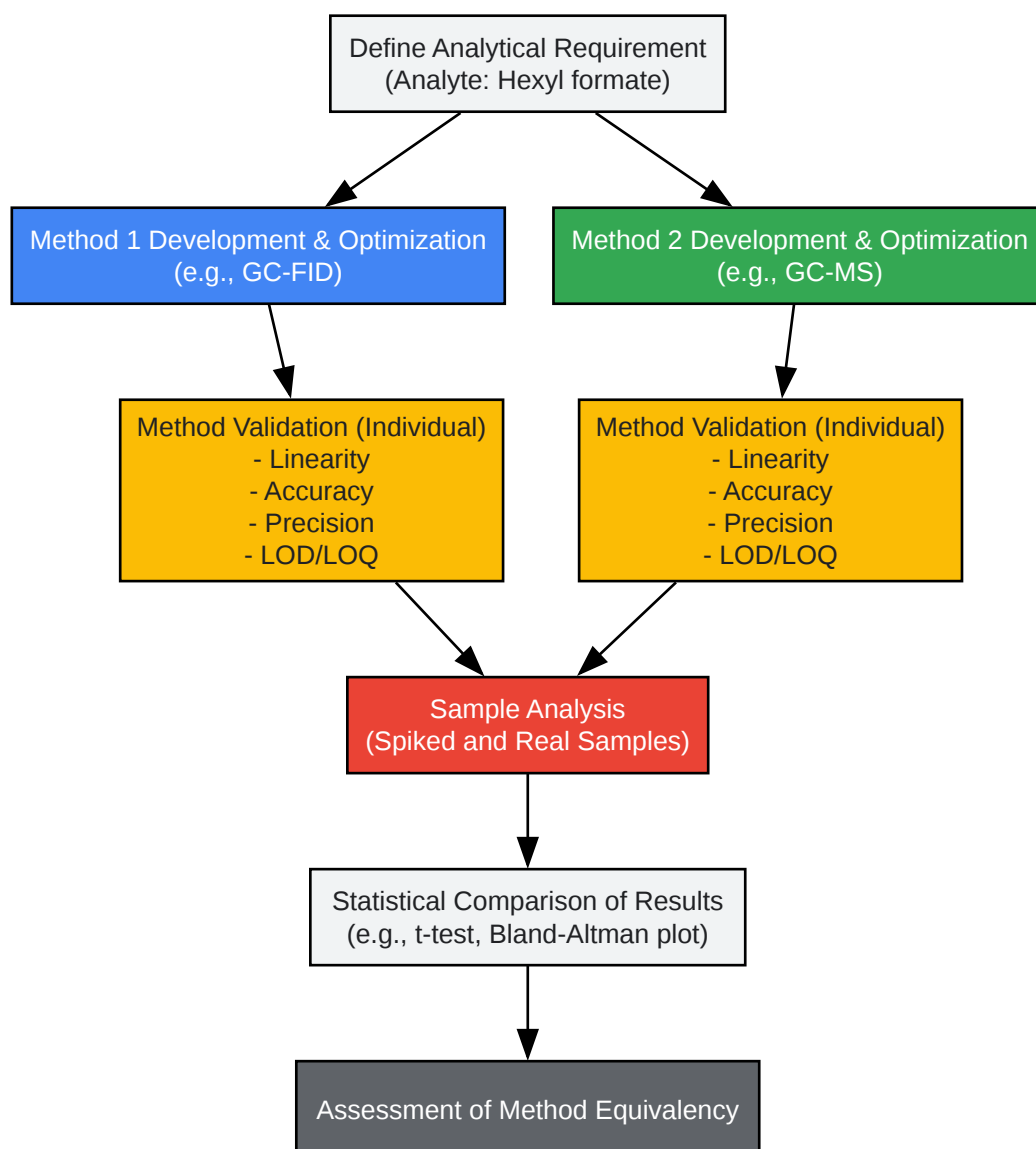 Define Analytical Requirement
(Analyte: Hexyl formate)
Method 1 Development & Optimization
(e.g., GC-FID)
Method 2 Development & Optimization
(e.g., GC-MS)
Method Validation (Individual)
- Linearity
- Accuracy
- Precision
- LOD/LOQ
Method Validation (Individual)
- Linearity
- Accuracy
- Precision
- LOD/LOQ
Sample Analysis
(Spiked and Real Samples)
Statistical Comparison of Results
(e.g., t-test, Bland-Altman plot)
Assessment of Method Equivalency